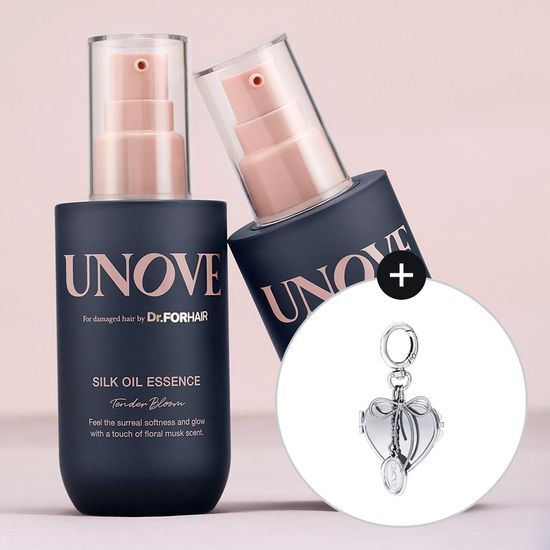 UNOVE
For damaged hair by Dr.FORHAIR
SILK OIL ESSENCE
Tender Bloom
Feel the surreal softness and glow
with a touch of floral musk scent.
UNOVE
+